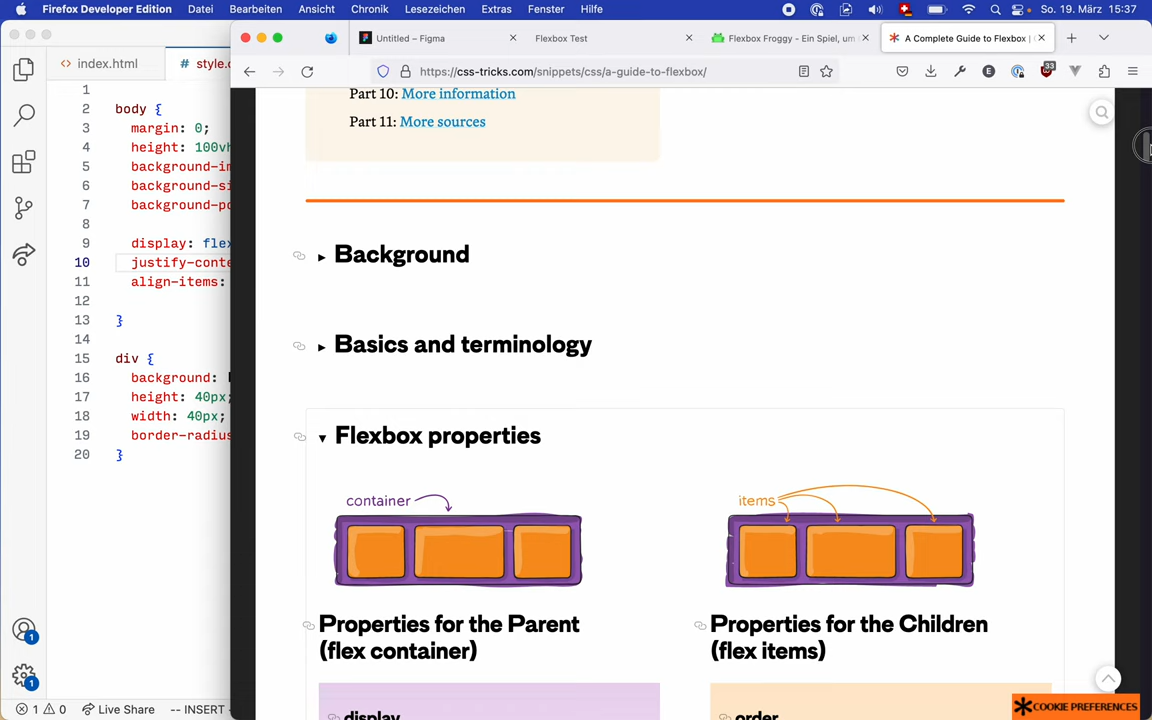 Firefox Developer Edition Datei Bearbeiten Ansicht Chronik Lesezeichen Extras Fenster Hilfe So. 19. März 15:37
index.html # style.c
Untitled – Figma Flexbox Test Flexbox Froggy - Ein Spiel, um A Complete Guide to Flexbox |
https://css-tricks.com/snippets/css/a-guide-to-flexbox/
33
1
2 body {
3 margin: 0;
4 height: 100vh
5 background-im
6 background-si
7 background-po
8
9 display: flex
10 justify-conte
11 align-items:
12
13 }
14
15 div {
16 background:
17 height: 40px;
18 width: 40px;
19 border-radius
20 }
1
1
1 0 Live Share -- INSERT
Part 10: More information
Part 11: More sources
Background
Basics and terminology
Flexbox properties
container
items
Properties for the Parent
(flex container)
Properties for the Children
(flex items)
display
order
COOKIE PREFERENCES